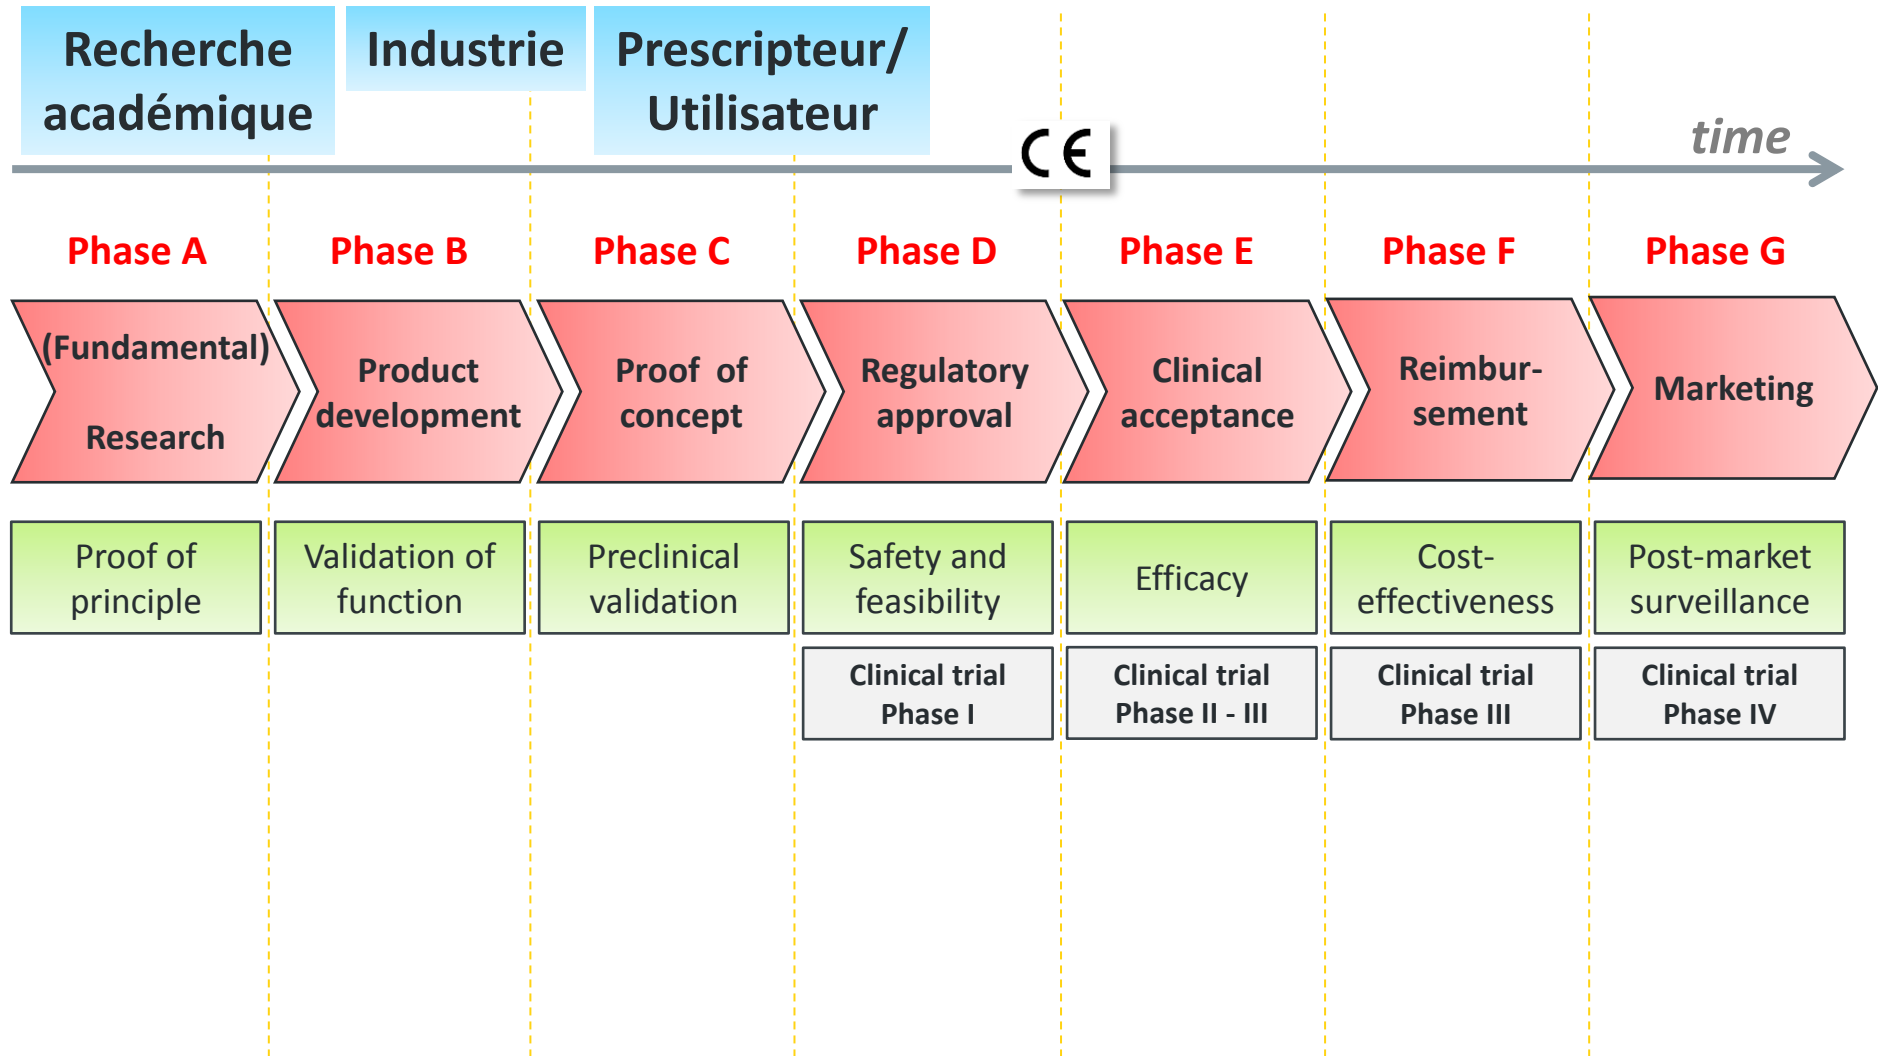 Recherche
académique
Industrie
Prescripteur/
Utilisateur
CE
time
Phase A
Phase B
Phase C
Phase D
Phase E
Phase F
Phase G
(Fundamental)
Research
Product
development
Proof of
concept
Regulatory
approval
Clinical
acceptance
Reimbur-
sement
Marketing
Proof of
principle
Validation of
function
Preclinical
validation
Safety and
feasibility
Efficacy
Cost-
effectiveness
Post-market
surveillance
Clinical trial
Phase I
Clinical trial
Phase II - III
Clinical trial
Phase III
Clinical trial
Phase IV